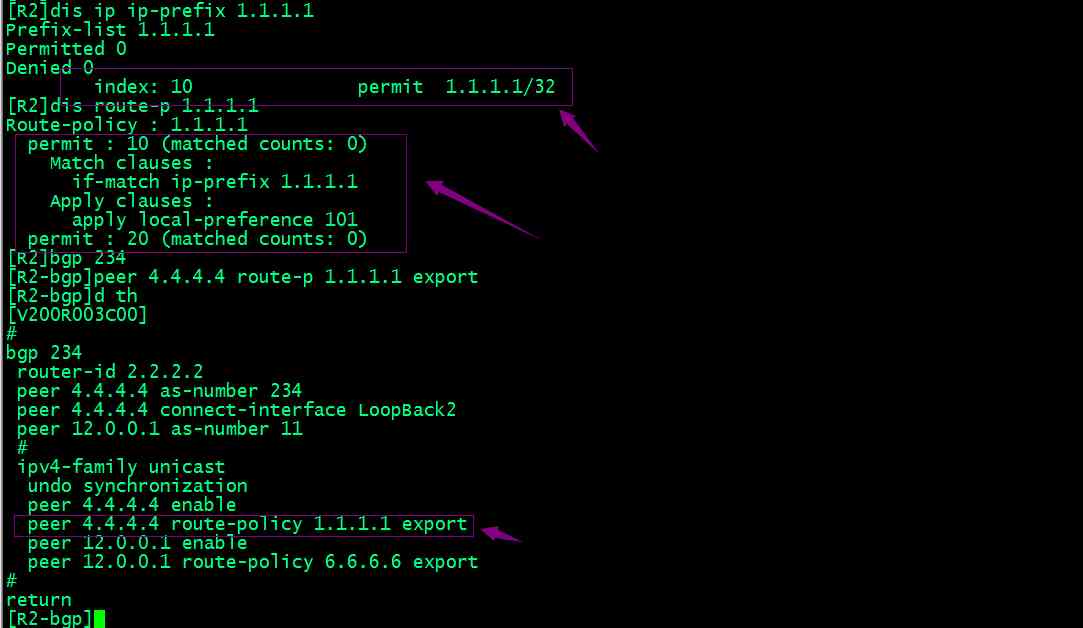 [R2]dis ip ip-prefix 1.1.1.1
Prefix-list 1.1.1.1
Permitted 0
Denied 0
index: 10 permit 1.1.1.1/32
[R2]dis route-p 1.1.1.1
Route-policy : 1.1.1.1
permit : 10 (matched counts: 0)
Match clauses :
if-match ip-prefix 1.1.1.1
Apply clauses :
apply local-preference 101
permit : 20 (matched counts: 0)
[R2]bgp 234
[R2-bgp]peer 4.4.4.4 route-p 1.1.1.1 export
[R2-bgp]d th
[V200R003C00]
#
bgp 234
router-id 2.2.2.2
peer 4.4.4.4 as-number 234
peer 4.4.4.4 connect-interface LoopBack2
peer 12.0.0.1 as-number 11
#
ipv4-family unicast
undo synchronization
peer 4.4.4.4 enable
peer 4.4.4.4 route-policy 1.1.1.1 export
peer 12.0.0.1 enable
peer 12.0.0.1 route-policy 6.6.6.6 export
#
return
[R2-bgp]